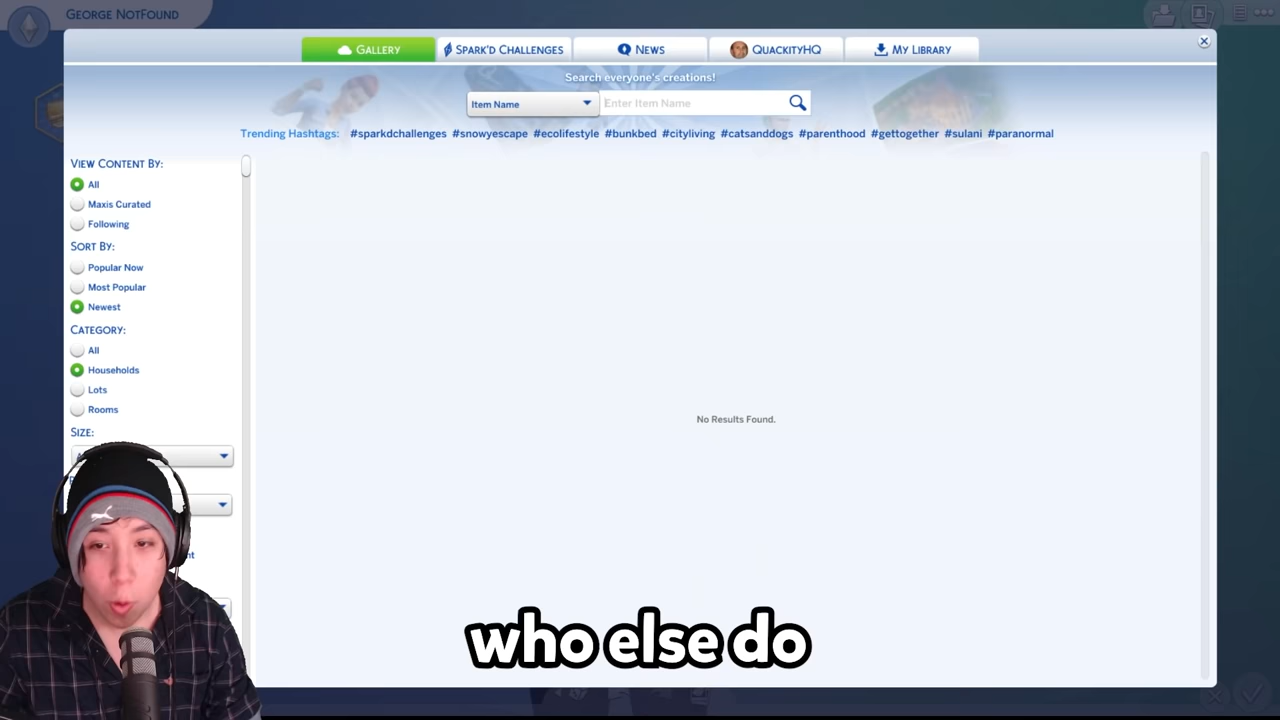 George NotFound
Gallery
Spark'd Challenges
News
QuackityHQ
My Library
Search everyone's creations!
Item Name
Enter Item Name
Trending Hashtags: #sparkdchallenges #snowyescape #ecolifestyle #bunkbed #cityliving #catsanddogs #parenthood #gettogether #sulani #paranormal
View Content By:
All
Maxis Curated
Following
Sort By:
Popular Now
Most Popular
Newest
Category:
All
Households
Lots
Rooms
Size:
No Results Found.
who else do